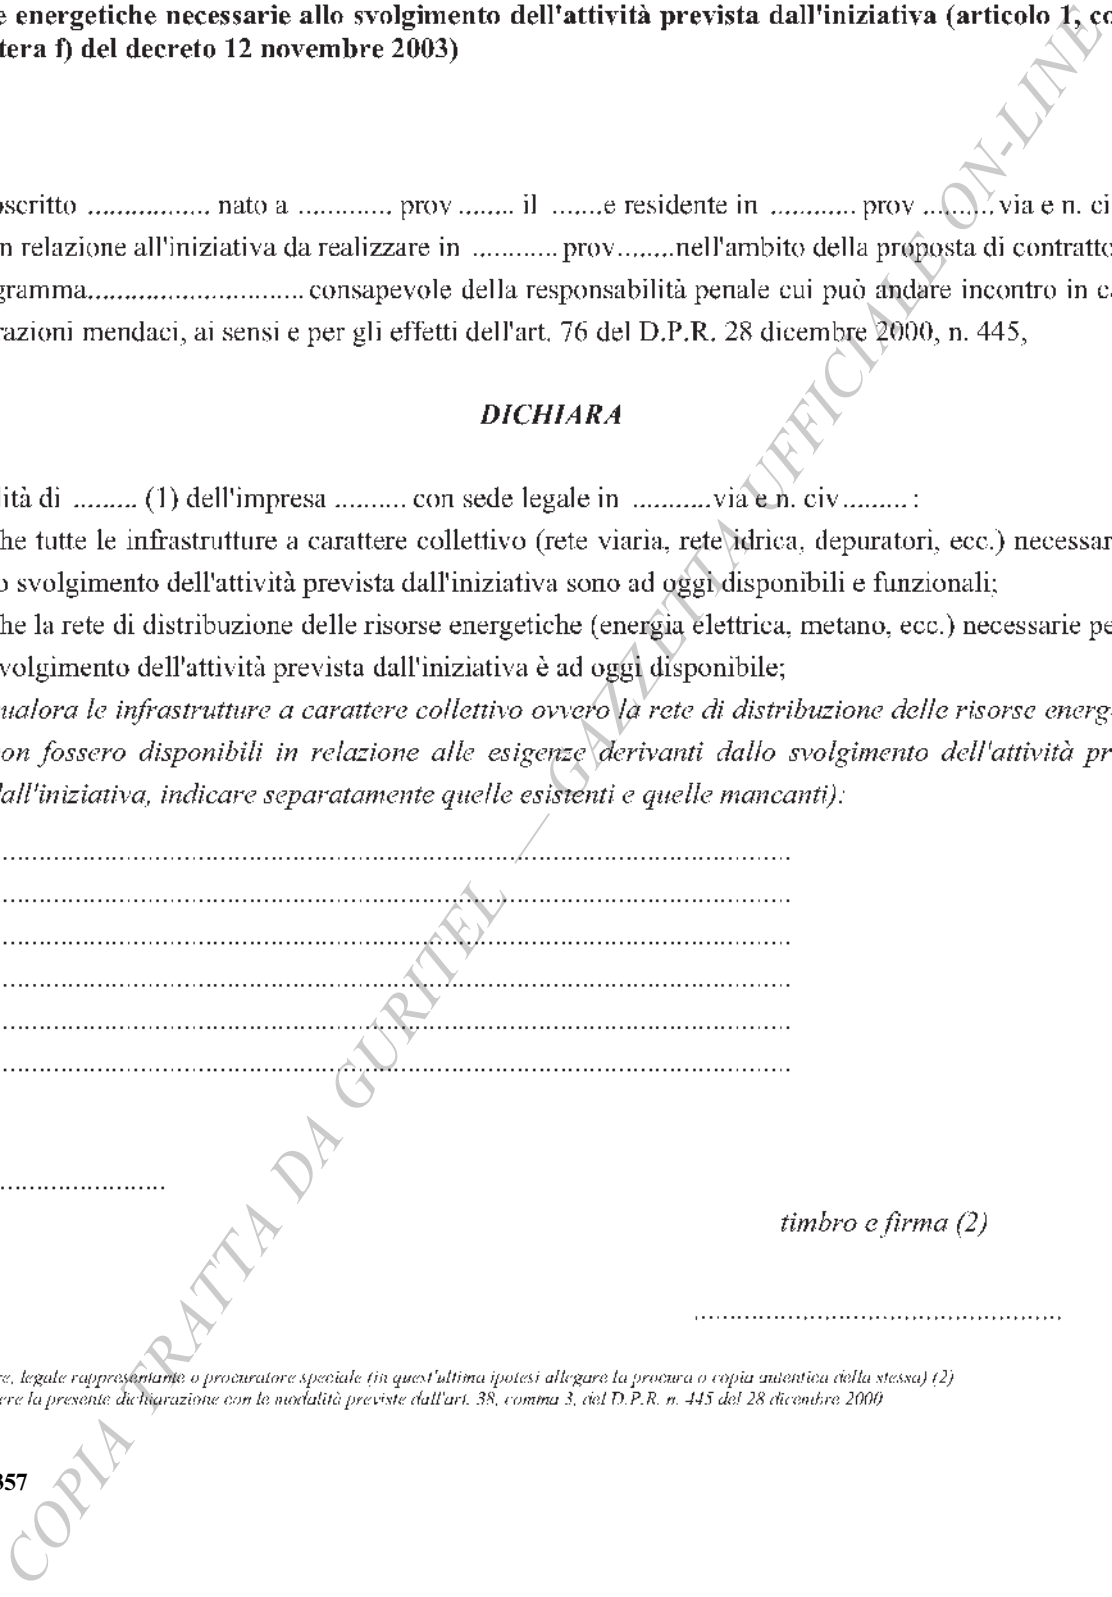 e energetiche necessarie allo svolgimento dell'attività prevista dall'iniziativa (articolo 1, co
tera f) del decreto 12 novembre 2003)
oscritto ................. nato a ............. prov ........ il .......e residente in ............ prov .......... via e n. ci
n relazione all'iniziativa da realizzare in ............ prov........nell'ambito della proposta di contratto
gramma.............................. consapevole della responsabilità penale cui può andare incontro in c
razioni mendaci, ai sensi e per gli effetti dell'art. 76 del D.P.R. 28 dicembre 2000, n. 445,
DICHIARA
lità di ......... (1) dell'impresa .......... con sede legale in ...........via e n. civ......... :
he tutte le infrastrutture a carattere collettivo (rete viaria, rete idrica, depuratori, ecc.) necessar
o svolgimento dell'attività prevista dall'iniziativa sono ad oggi disponibili e funzionali;
he la rete di distribuzione delle risorse energetiche (energia elettrica, metano, ecc.) necessarie pe
volgimento dell'attività prevista dall'iniziativa è ad oggi disponibile;
ualora le infrastrutture a carattere collettivo ovvero la rete di distribuzione delle risorse energ
on fossero disponibili in relazione alle esigenze derivanti dallo svolgimento dell'attività pr
all'iniziativa, indicare separatamente quelle esistenti e quelle mancanti):
..............................................................................................................
..............................................................................................................
..............................................................................................................
..............................................................................................................
..............................................................................................................
..............................................................................................................
.......................
timbro e firma (2)
...................................................
re, legale rappresentante o procuratore speciale (in quest'ultima ipotesi allegare la procura o copia autentica della stessa) (2)
ere la presente dichiarazione con le modalità previste dall'art. 38, comma 3, del D.P.R. n. 445 del 28 dicembre 2000
357
COPIA TRATTA DA GURITEL — GAZZETTA UFFICIALE ON-LINE